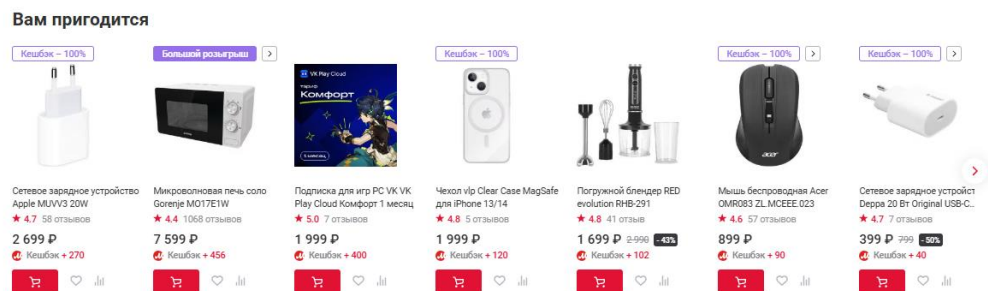 Вам пригодится
Кешбэк – 100%
Сетевое зарядное устройство
Apple MUVV3 20W
4.7 58 отзывов
2 699 ₽
Кешбэк + 270
Большой розыгрыш
Микроволновая печь соло
Gorenje MO17E1W
4.4 1068 отзывов
7 599 ₽
Кешбэк + 456
VK Play Cloud
тариф
Комфорт
Подписка для игр PC VK VK
Play Cloud Комфорт 1 месяц
5.0 7 отзывов
1 999 ₽
Кешбэк + 400
Кешбэк – 100%
Чехол vlp Clear Case MagSafe
для iPhone 13/14
4.8 5 отзывов
1 999 ₽
Кешбэк + 120
Погружной блендер RED
evolution RHB-291
4.8 41 отзыв
1 699 ₽ 2 990 - 43%
Кешбэк + 102
Кешбэк – 100%
acer
Мышь беспроводная Acer
OMR083 ZL.MCEEE.023
4.6 57 отзывов
899 ₽
Кешбэк + 90
Кешбэк – 100%
Сетевое зарядное устройст
Deppa 20 Вт Original USB-C..
4.7 7 отзывов
399 ₽ 799 - 50%
Кешбэк + 40